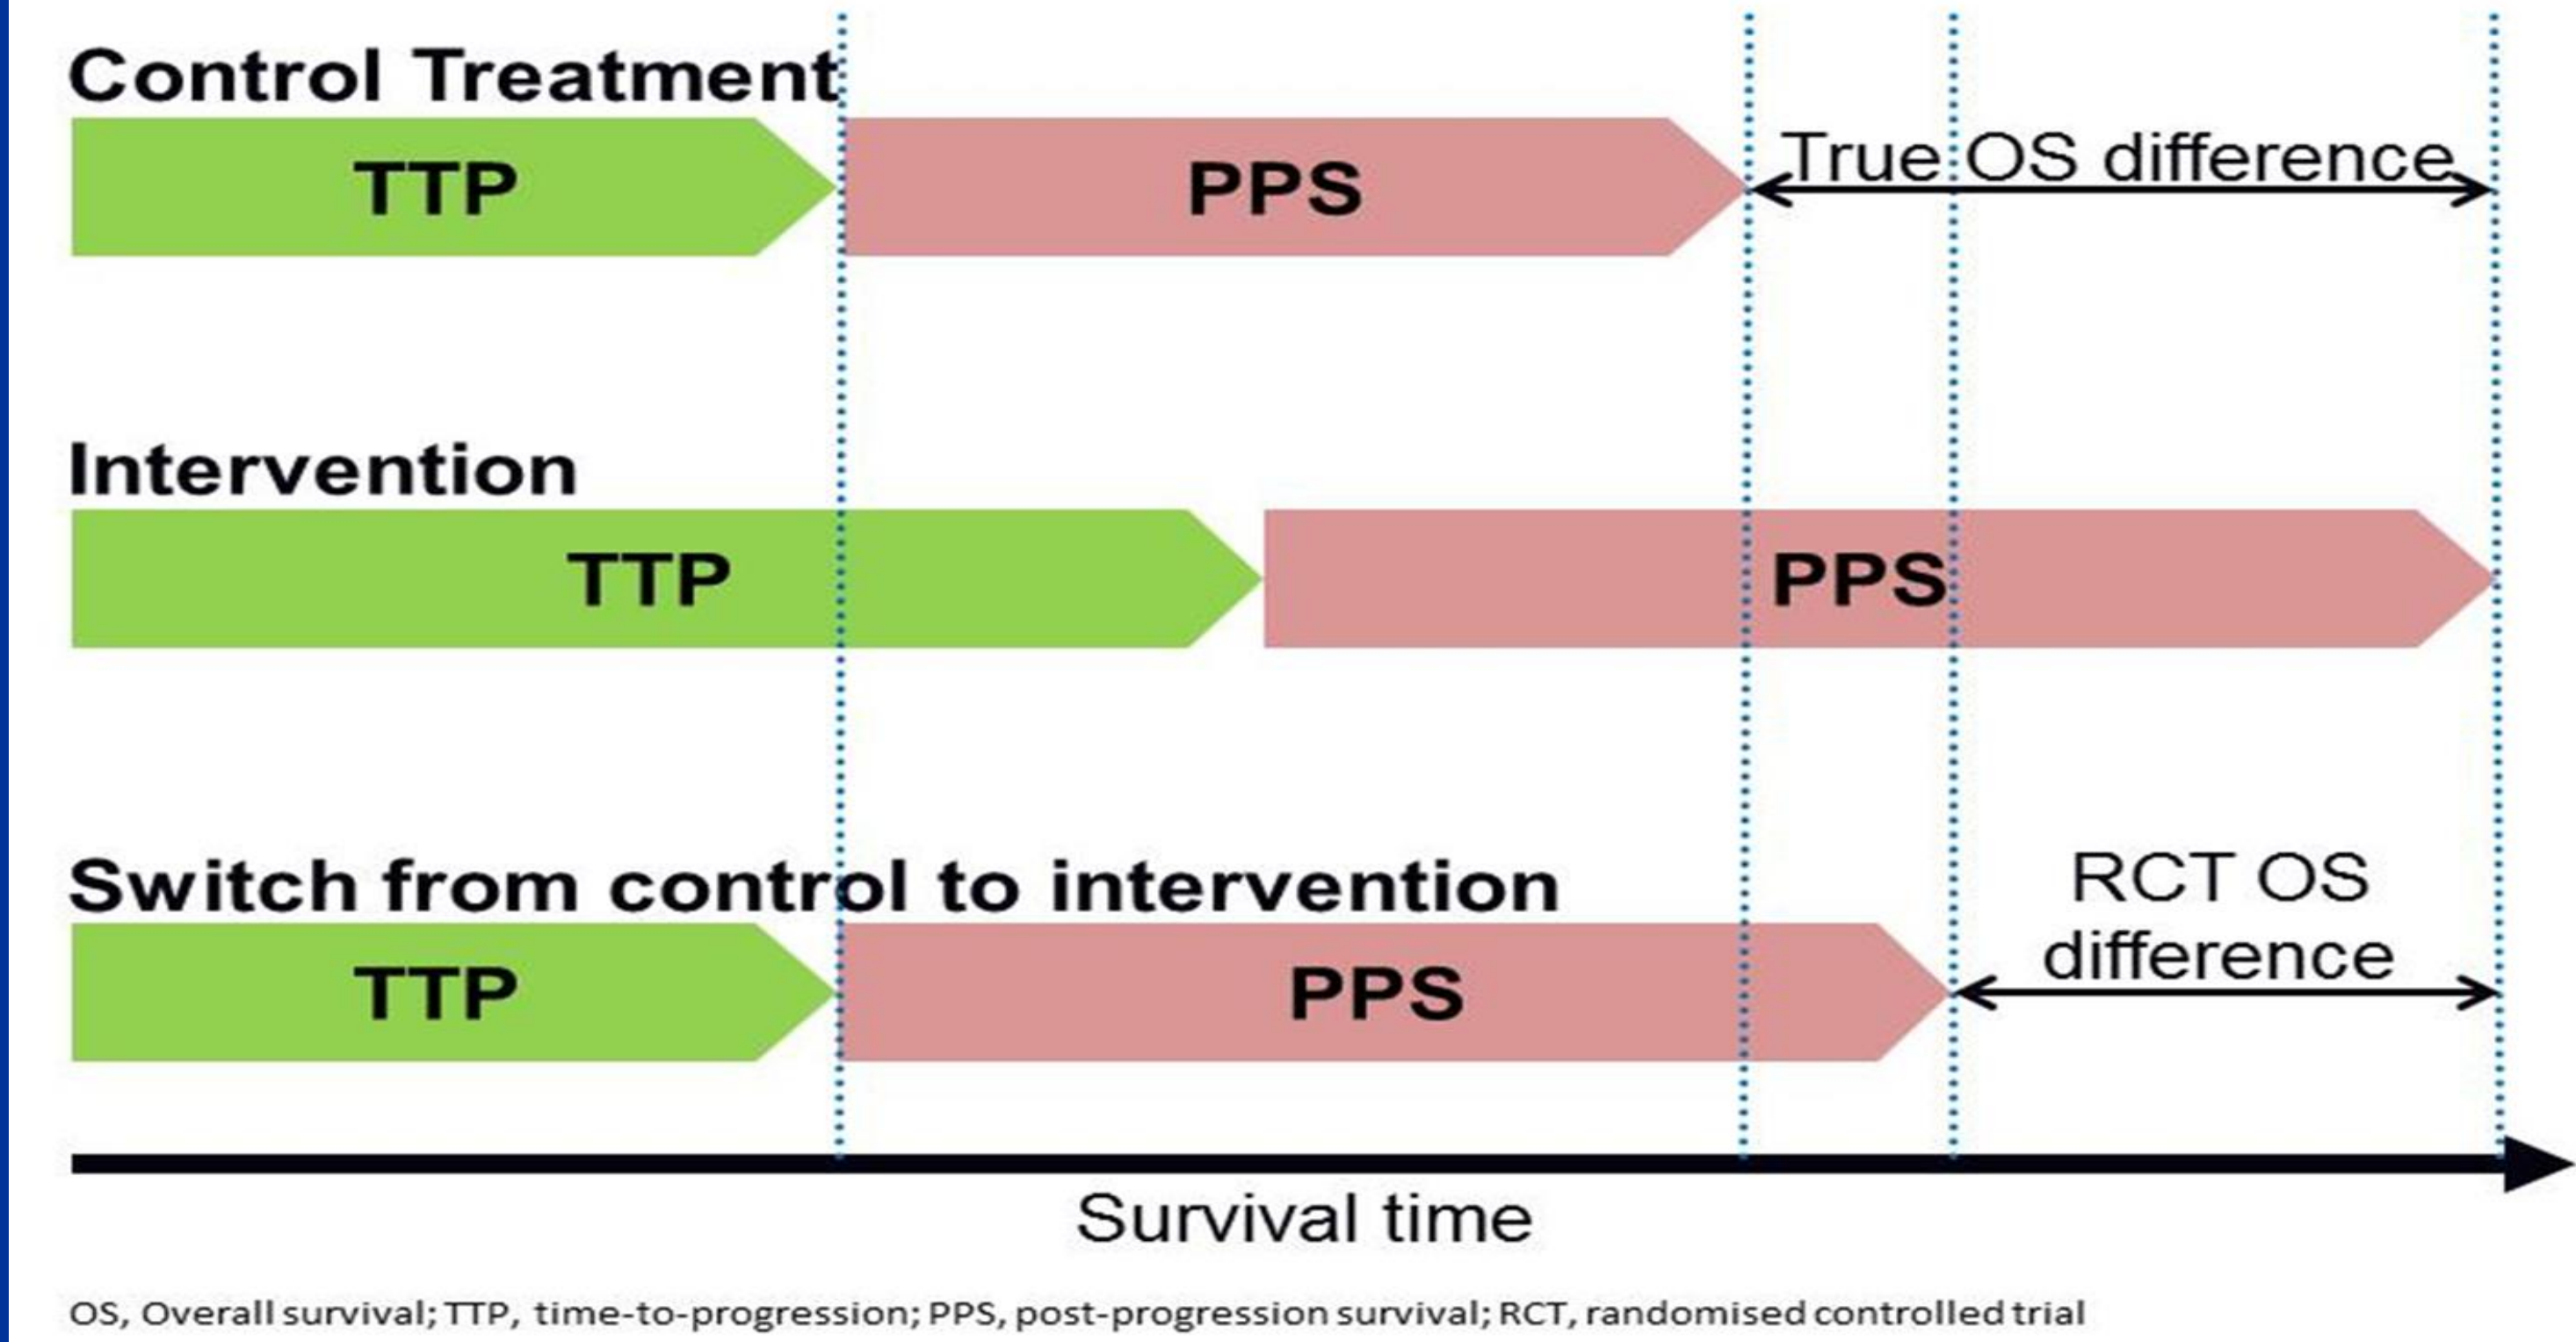 Control Treatment
TTP
PPS
True OS difference
Intervention
TTP
PPS
Switch from control to intervention
TTP
PPS
RCT OS
difference
Survival time
OS, Overall survival; TTP, time-to-progression; PPS, post-progression survival; RCT, randomised controlled trial